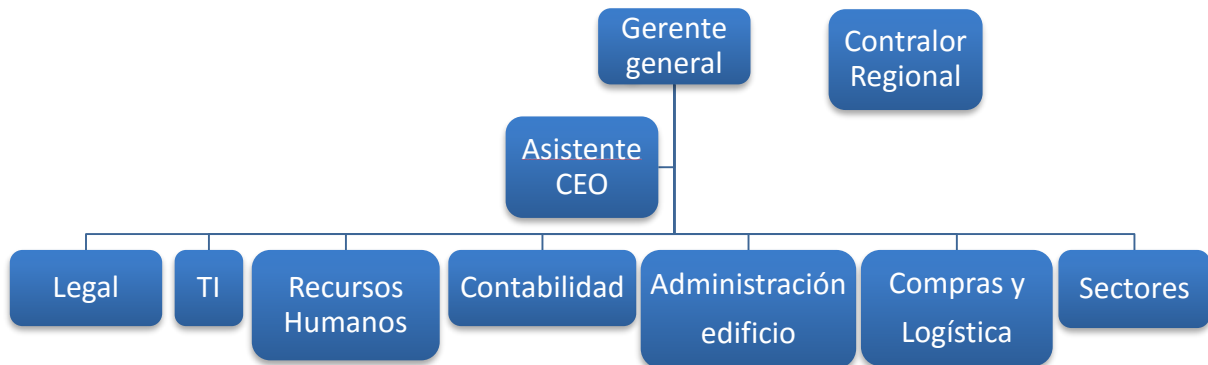 Gerente
general
Contralor
Regional
Asistente
CEO
Legal
TI
Recursos
Humanos
Contabilidad
Administración
edificio
Compras y
Logística
Sectores